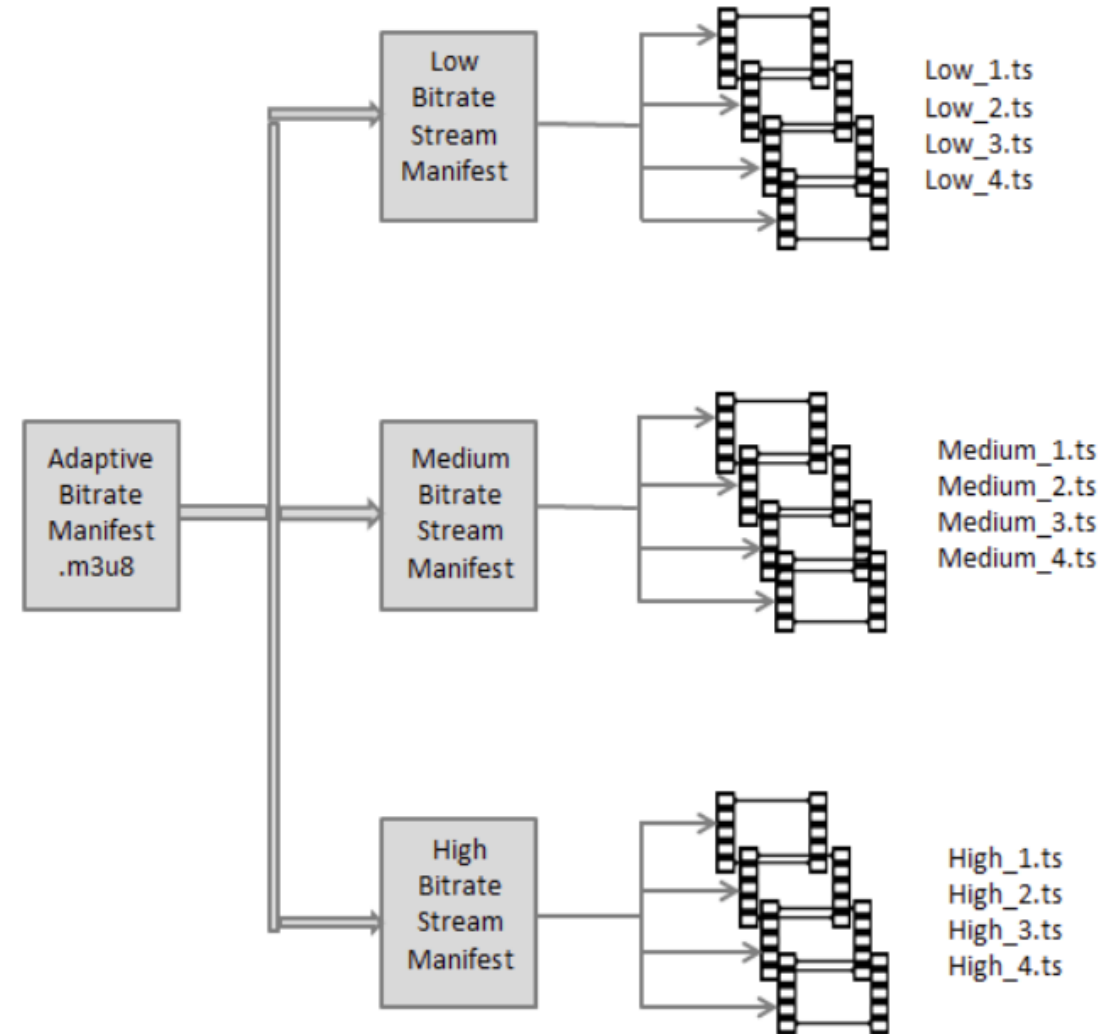 Low
Bitrate
Stream
Manifest
Low_1.ts
Low_2.ts
Low_3.ts
Low_4.ts
Adaptive
Bitrate
Manifest
.m3u8
Medium
Bitrate
Stream
Manifest
Medium_1.ts
Medium_2.ts
Medium_3.ts
Medium_4.ts
High
Bitrate
Stream
Manifest
High_1.ts
High_2.ts
High_3.ts
High_4.ts